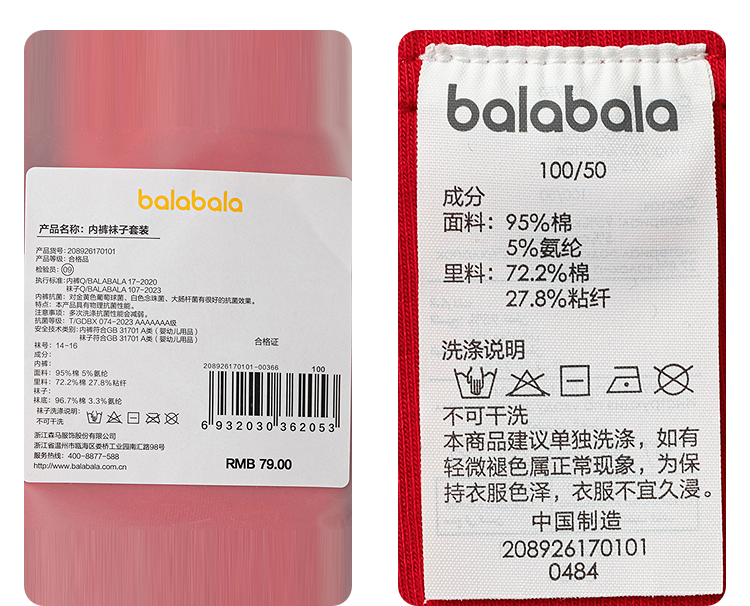 balabala
产品名称：内裤袜子套装
产品货号：208926170101
产品等级：合格品
检验员：09
执行标准：内裤Q/BALABALA 17-2020
袜子Q/BALABALA 107-2023
内裤抗菌：对金黄色葡萄球菌、白色念珠菌、大肠杆菌有很好的抗菌效果。
特点：本产品具有物理抗菌性能。
注意事项：多次洗涤抗菌性能会减弱。
抗菌等级：T/GDBX 074-2023 AAAAAAA级
安全技术类别：内裤符合GB 31701 A类（婴幼儿用品）
袜子符合GB 31701 A类（婴幼儿用品）
袜号：14-16
合格证
成分：
内裤：
面料：95%棉 5%氨纶
里料：72.2%棉 27.8%粘纤
袜子：
袜底：96.7%棉 3.3%氨纶
袜子洗涤说明：
不可干洗
208926170101-00366 100
6 932030 362053
浙江森马服饰股份有限公司
浙江省温州市瓯海区娄桥工业园南汇路98号
服务热线：400-8877-588
http://www.balabala.com.cn
RMB 79.00
balabala
100/50
成分
面料：95%棉
5%氨纶
里料：72.2%棉
27.8%粘纤
洗涤说明
不可干洗
本商品建议单独洗涤，如有
轻微褪色属正常现象，为保
持衣服色泽，衣服不宜久浸。
中国制造
208926170101
0484